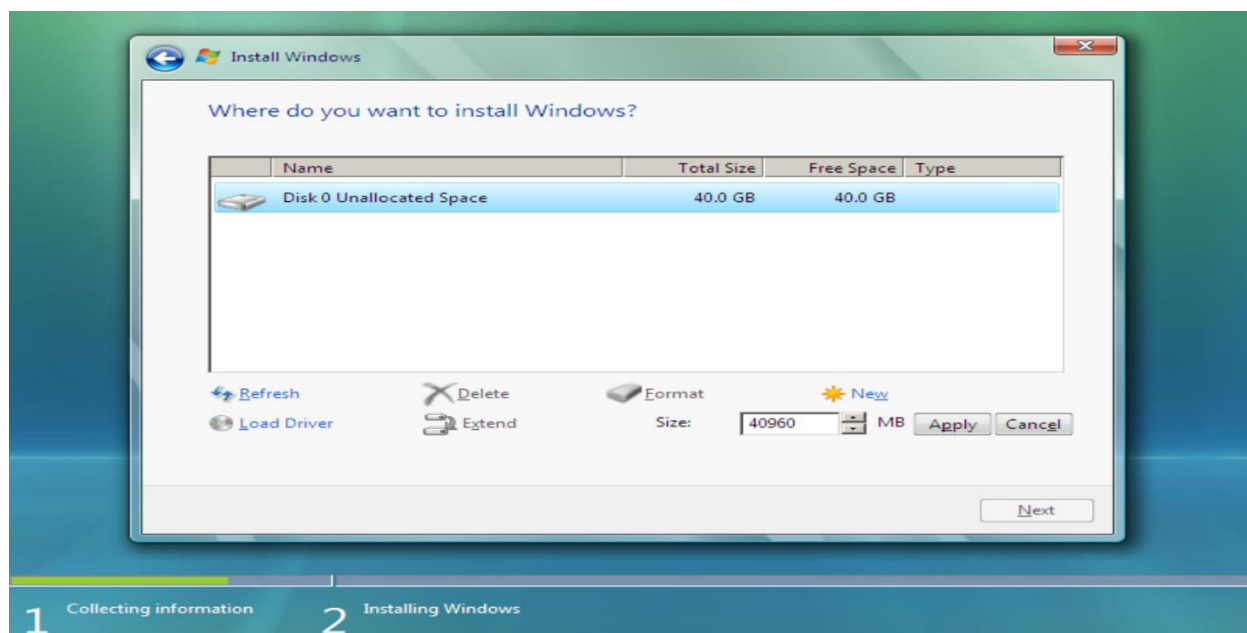 Install Windows
Where do you want to install Windows?
Name Total Size Free Space Type
Disk 0 Unallocated Space 40.0 GB 40.0 GB
Refresh Delete Format New
Load Driver Extend Size: 40960 MB Apply Cancel
Next
1 Collecting information 2 Installing Windows